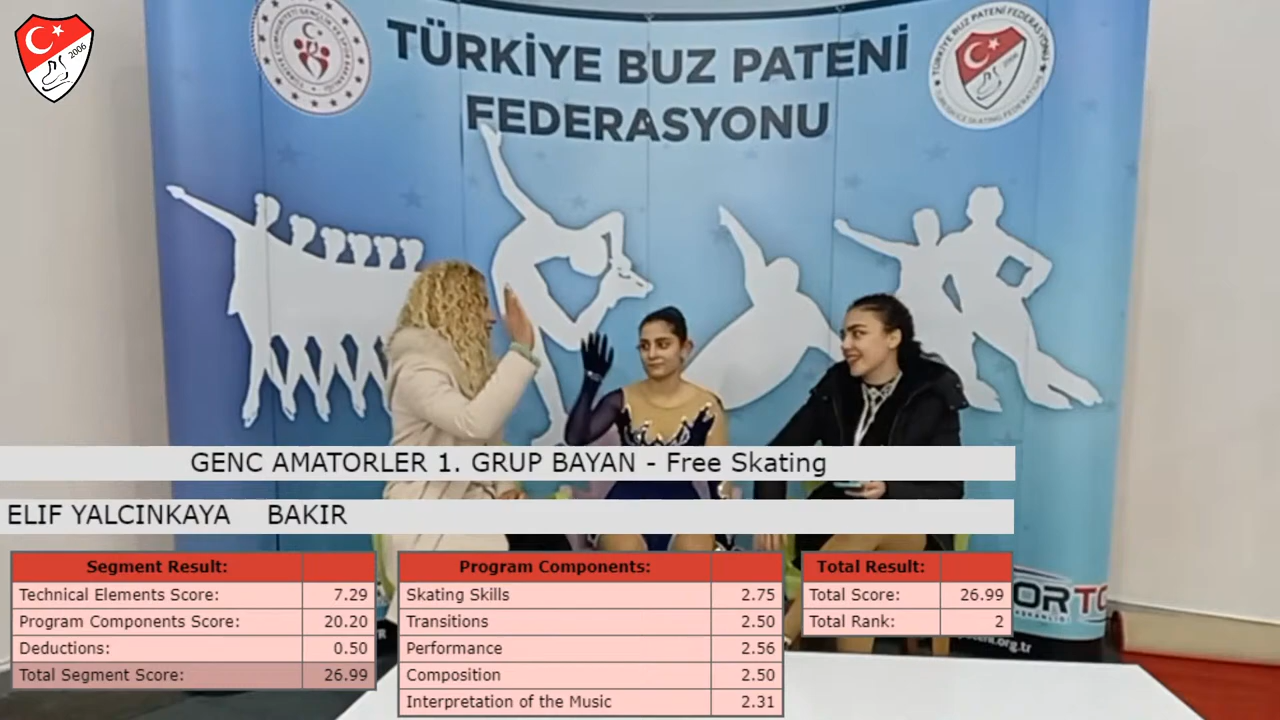 2006
TÜRKİYE BUZ PATENİ
FEDERASYONU
GENC AMATORLER 1. GRUP BAYAN - Free Skating
ELIF YALCINKAYA BAKIR
Segment Result:
Technical Elements Score: 7.29
Program Components Score: 20.20
Deductions: 0.50
Total Segment Score: 26.99
Program Components:
Skating Skills 2.75
Transitions 2.50
Performance 2.56
Composition 2.50
Interpretation of the Music 2.31
Total Result:
Total Score: 26.99
Total Rank: 2